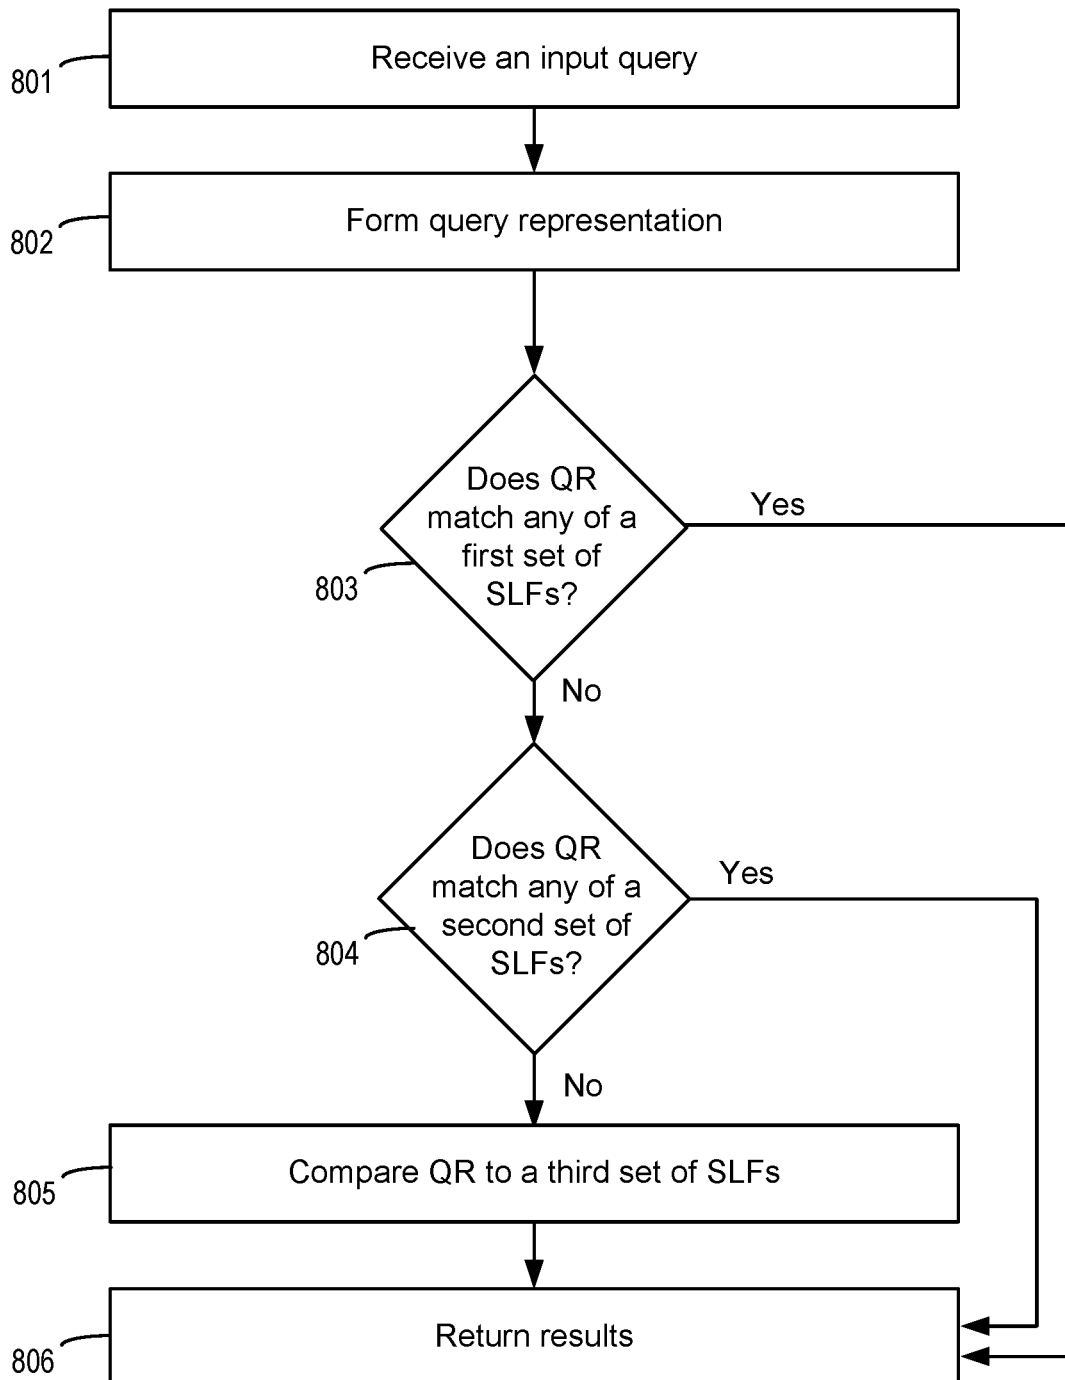 Receive an input query
801
Form query representation
802
Does QR
match any of a
first set of
SLFs?
Yes
803
No
Does QR
match any of a
second set of
SLFs?
Yes
804
No
Compare QR to a third set of SLFs
805
Return results
806